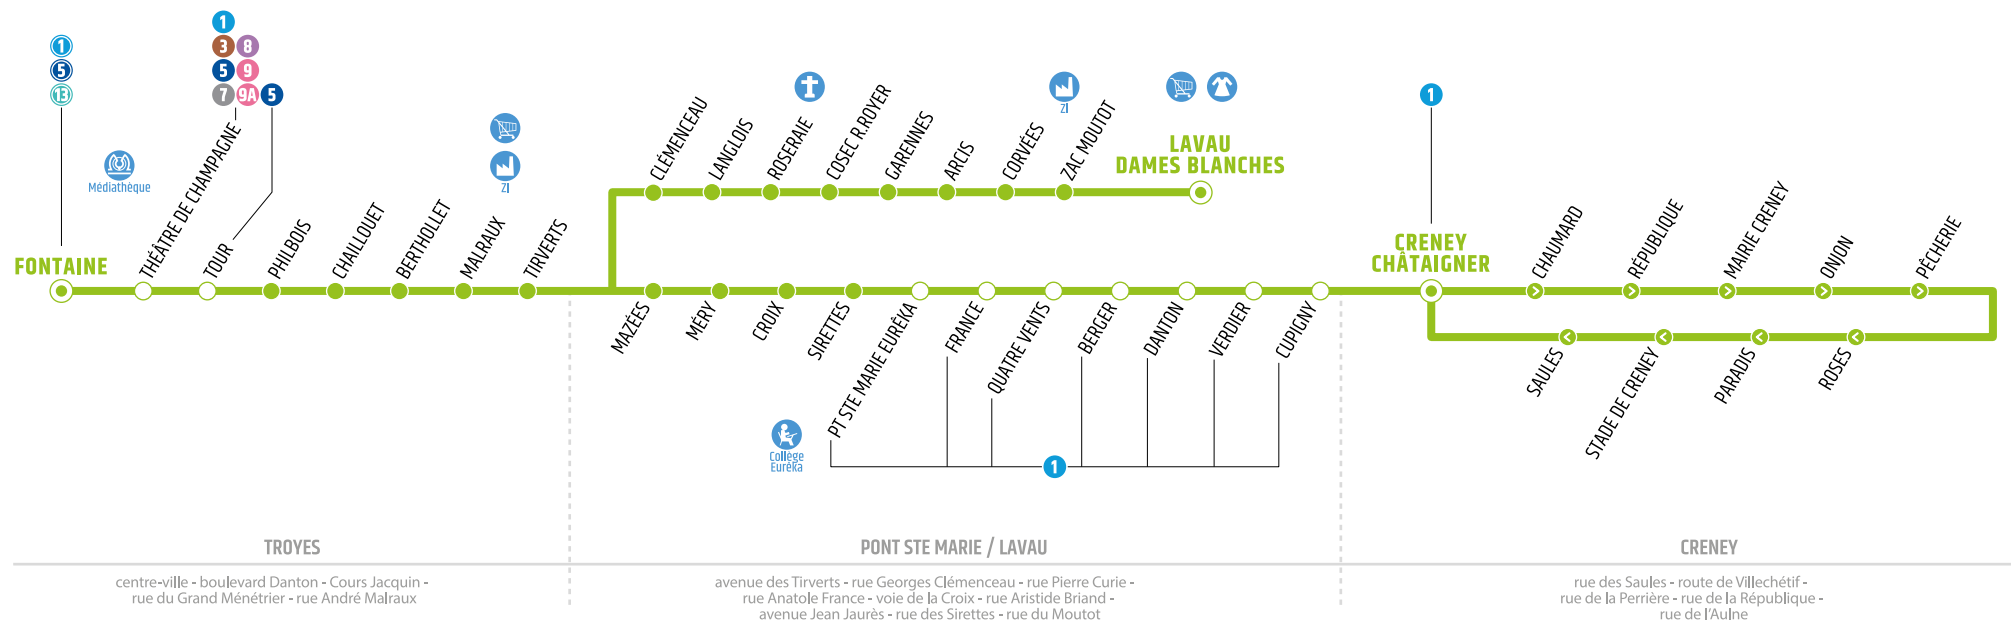 1
5
13
1
3
8
5
9
7
9A
5
Médiathèque
FONTAINE
THÉÂTRE DE CHAMPAGNE
TOUR
PHILBOIS
CHAILLOUET
BERTHOLLET
MALRAUX
TIRVERTS
ZI
CLÉMENCEAU
LANGLOIS
ROSERAIE
COSEC R.ROYER
GARENNES
ARCIS
CORVÉES
ZAC MOUTOT
ZI
LAVAU
DAMES BLANCHES
MAZÉES
MÉRY
CROIX
SIRETTES
PT STE MARIE EURÊKA
FRANCE
QUATRE VENTS
BERGER
DANTON
VERDIER
CUPIGNY
Collège
Eurêka
1
1
CRENEY
CHÂTAIGNER
CHAUMARD
RÉPUBLIQUE
MAIRIE CRENEY
ONJON
PÊCHERIE
SAULES
STADE DE CRENEY
PARADIS
ROSES
TROYES
centre-ville - boulevard Danton - Cours Jacquin -
rue du Grand Ménétrier - rue André Malraux
PONT STE MARIE / LAVAU
avenue des Tirverts - rue Georges Clémenceau - rue Pierre Curie -
rue Anatole France - voie de la Croix - rue Aristide Briand -
avenue Jean Jaurès - rue des Sirettes - rue du Moutot
CRENEY
rue des Saules - route de Villechétif -
rue de la Perrière - rue de la République -
rue de l'Aulne